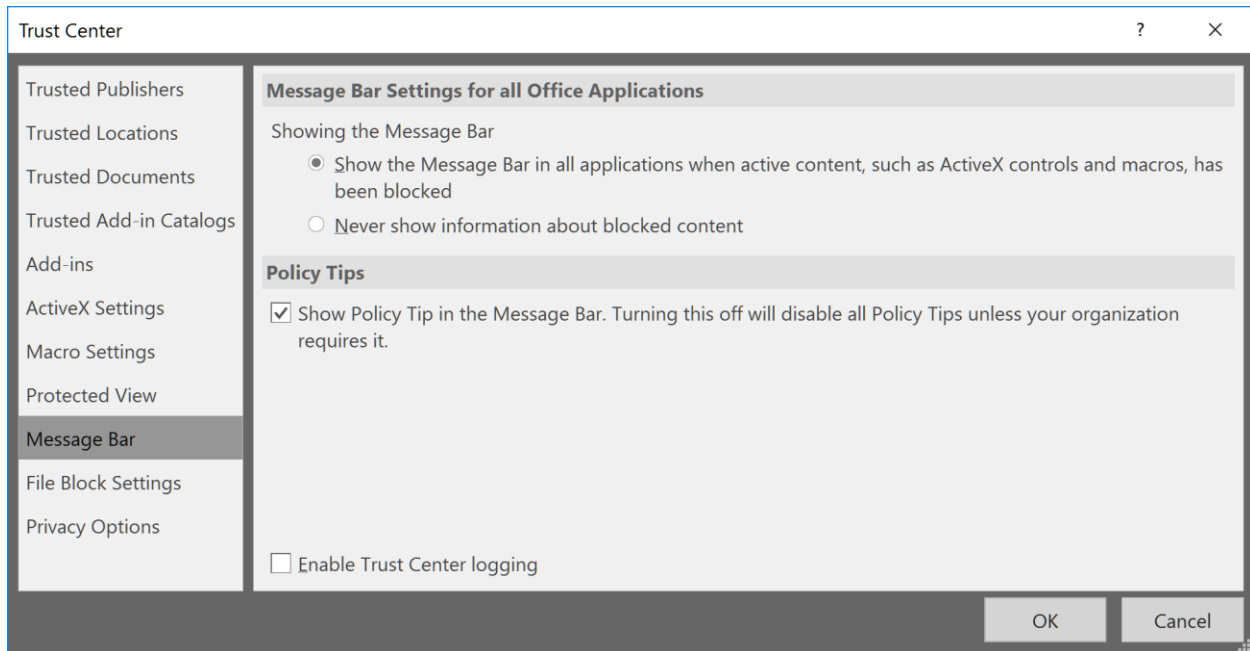 Trust Center
?
Trusted Publishers
Trusted Locations
Trusted Documents
Trusted Add-in Catalogs
Add-ins
ActiveX Settings
Macro Settings
Protected View
Message Bar
File Block Settings
Privacy Options
Message Bar Settings for all Office Applications
Showing the Message Bar
Show the Message Bar in all applications when active content, such as ActiveX controls and macros, has
been blocked
Never show information about blocked content
Policy Tips
Show Policy Tip in the Message Bar. Turning this off will disable all Policy Tips unless your organization
requires it.
Enable Trust Center logging
OK
Cancel